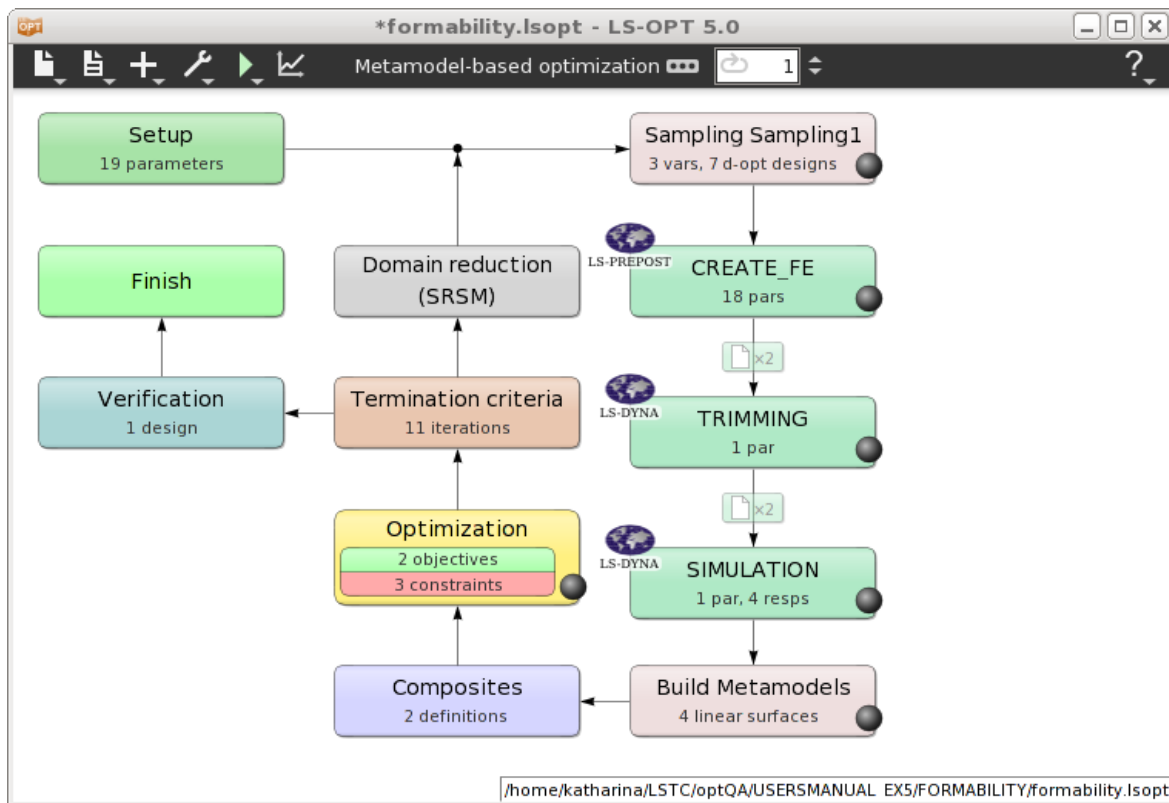 OPT
*formability.lsopt - LS-OPT 5.0
Metamodel-based optimization
1
?
Setup
19 parameters
Sampling Sampling1
3 vars, 7 d-opt designs
Finish
Domain reduction
(SRSM)
LS-PREPOST
CREATE_FE
18 pars
×2
Verification
1 design
Termination criteria
11 iterations
LS-DYNA
TRIMMING
1 par
×2
Optimization
2 objectives
3 constraints
LS-DYNA
SIMULATION
1 par, 4 resps
Composites
2 definitions
Build Metamodels
4 linear surfaces
/home/katharina/LSTC/optQA/USERSMANUAL_EX5/FORMABILITY/formability.lsopt